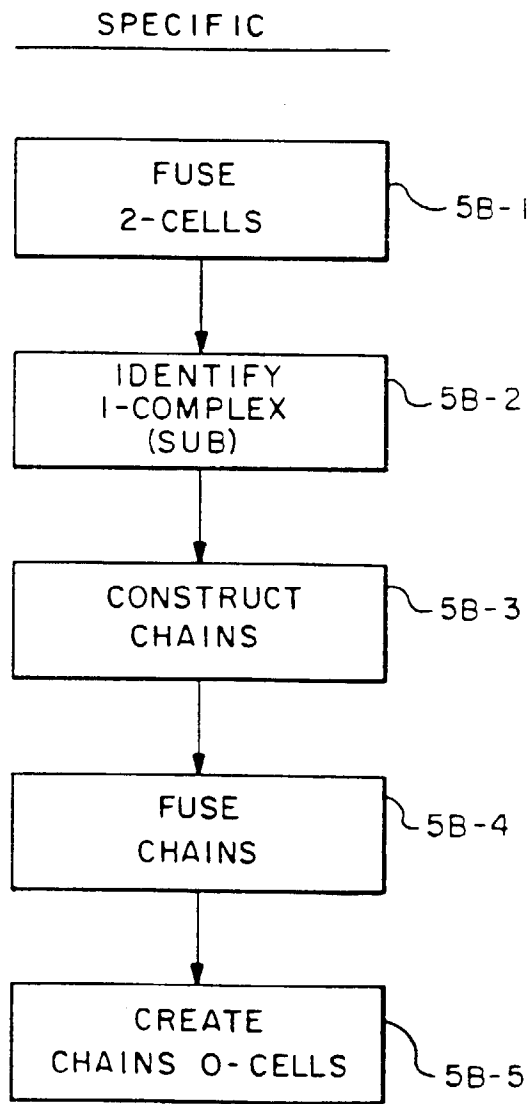 SPECIFIC
FUSE
2-CELLS
5B-1
IDENTIFY
1-COMPLEX
(SUB)
5B-2
CONSTRUCT
CHAINS
5B-3
FUSE
CHAINS
5B-4
CREATE
CHAINS 0-CELLS
5B-5